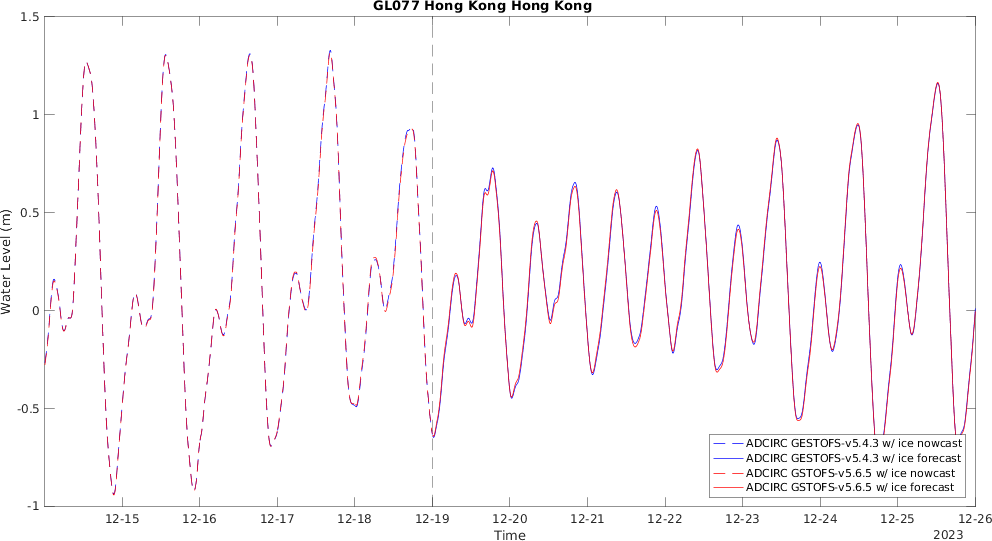 GL077 Hong Kong Hong Kong
1.5
1
0.5
0
-0.5
-1
Water Level (m)
ADCIRC GESTOFS-v5.4.3 w/ ice nowcast
ADCIRC GESTOFS-v5.4.3 w/ ice forecast
ADCIRC GSTOFS-v5.6.5 w/ ice nowcast
ADCIRC GSTOFS-v5.6.5 w/ ice forecast
12-15 12-16 12-17 12-18 12-19 12-20 12-21 12-22 12-23 12-24 12-25 12-26
Time
2023